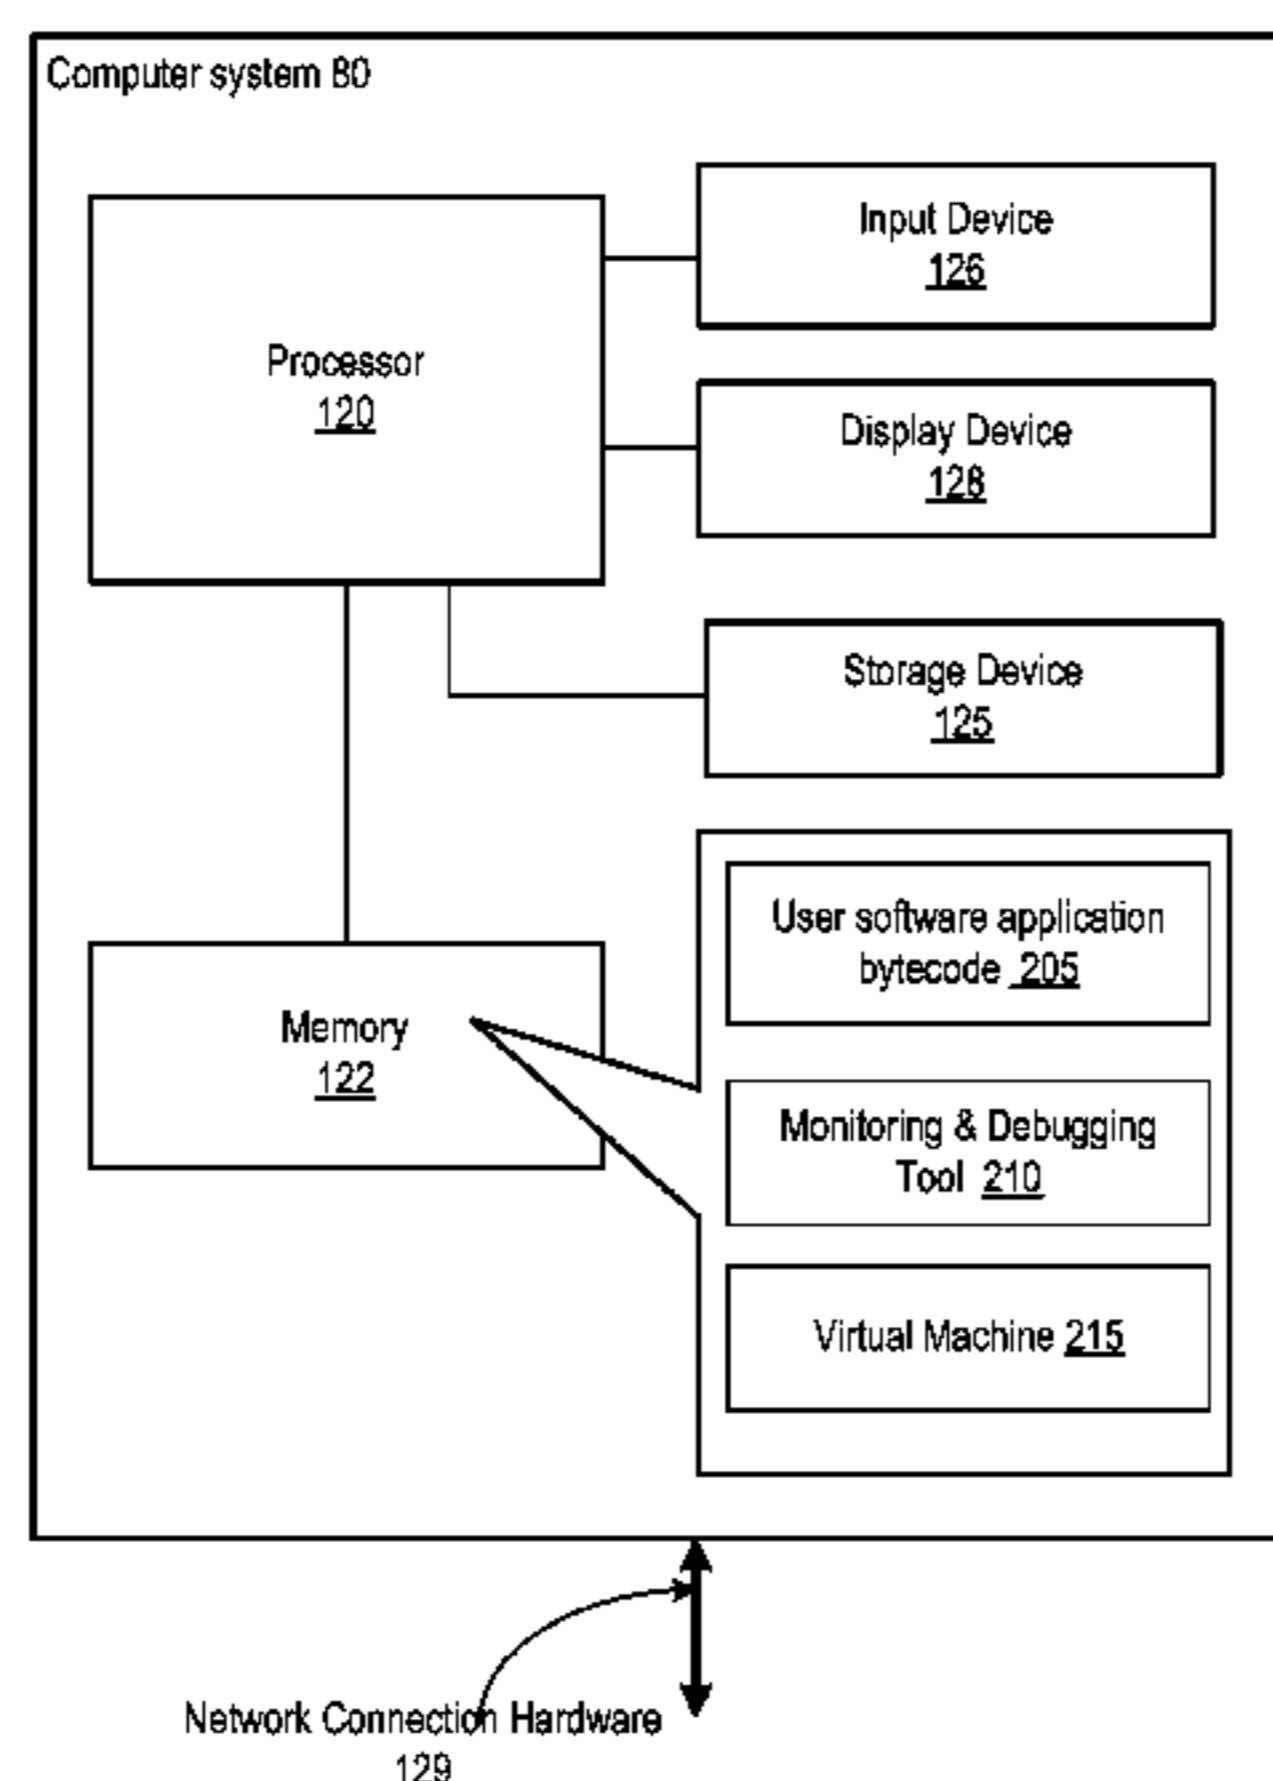 Computer system 80
Input Device
126
Processor
120
Display Device
128
Storage Device
125
User software application
bytecode 205
Memory
122
Monitoring & Debugging
Tool 210
Virtual Machine 215
Network Connection Hardware
129